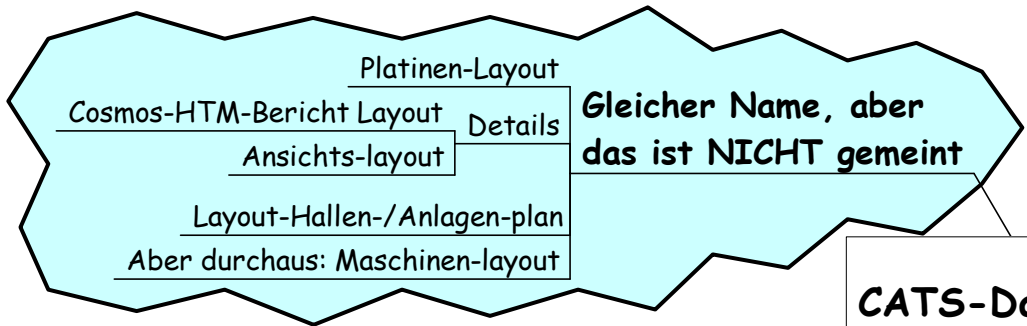 Platinen-Layout
Cosmos-HTM-Bericht Layout
Details
Ansichts-layout
Gleicher Name, aber
das ist NICHT gemeint
Layout-Hallen-/Anlagen-plan
Aber durchaus: Maschinen-layout